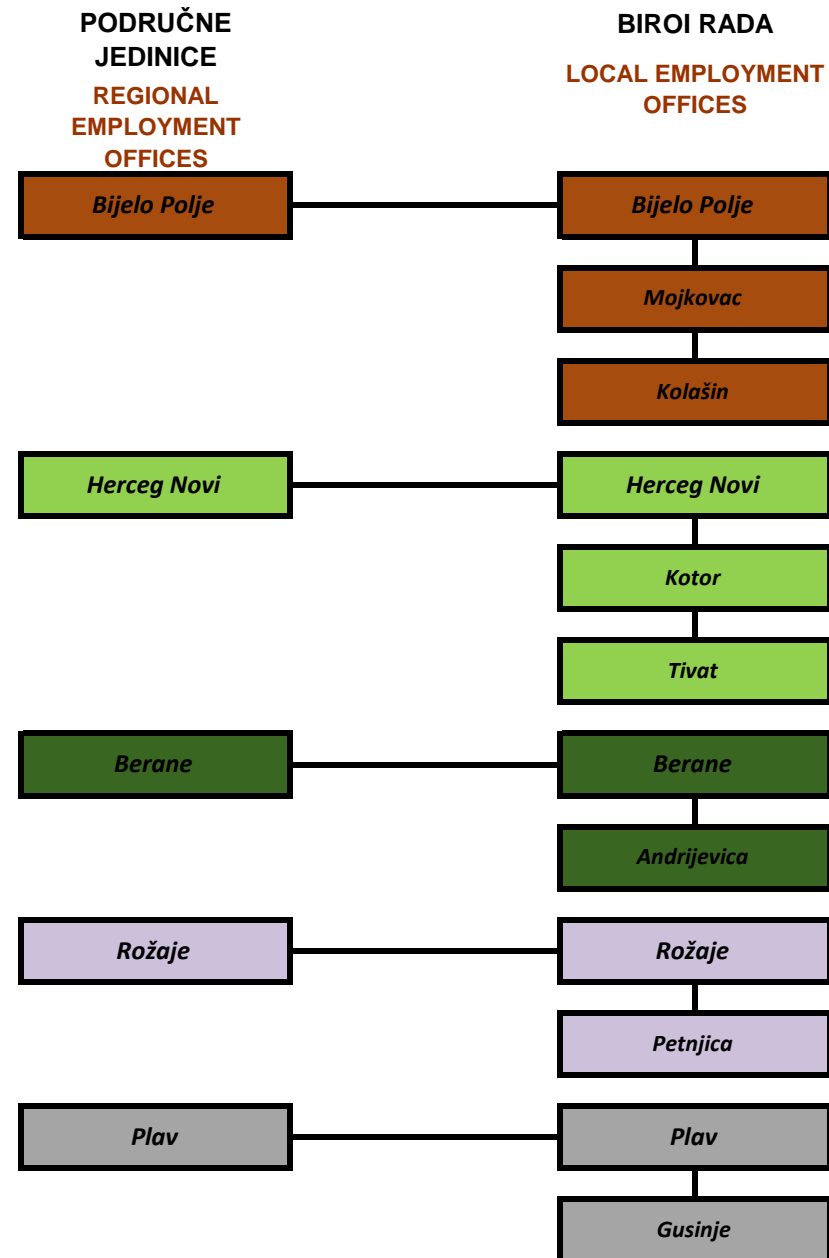 PODRUČNE
JEDINICE
REGIONAL
EMPLOYMENT
OFFICES
BIROI RADA
LOCAL EMPLOYMENT
OFFICES
Bijelo Polje
Bijelo Polje
Mojkovac
Kolašin
Herceg Novi
Herceg Novi
Kotor
Tivat
Berane
Berane
Andrijevica
Rožaje
Rožaje
Petnjica
Plav
Plav
Gusinje